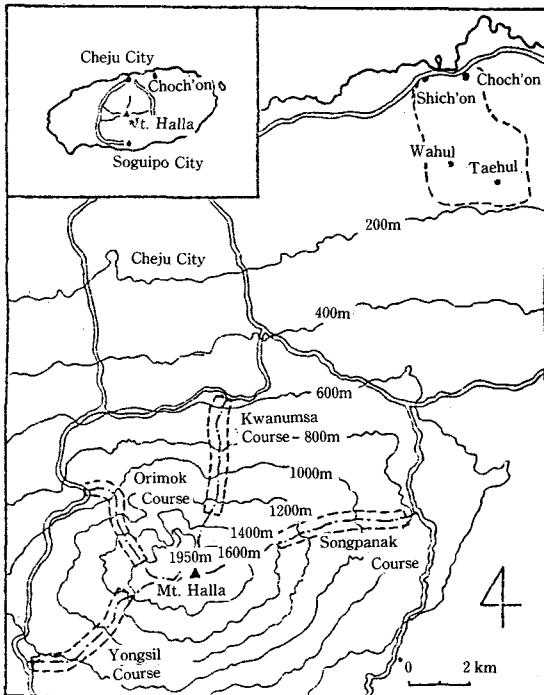 Cheju City
Choch'on
Mt. Halla
Soguipo City
Choch'on
Shich'on
Wahul
Taehul
200m
Cheju City
400m
600m
Kwanumsa
Course - 800m
Orimok
Course
1000m
1200m
1400m
Songpanak
Course
1950m
1600m
Mt. Halla
Yongsil
Course
0 2 km